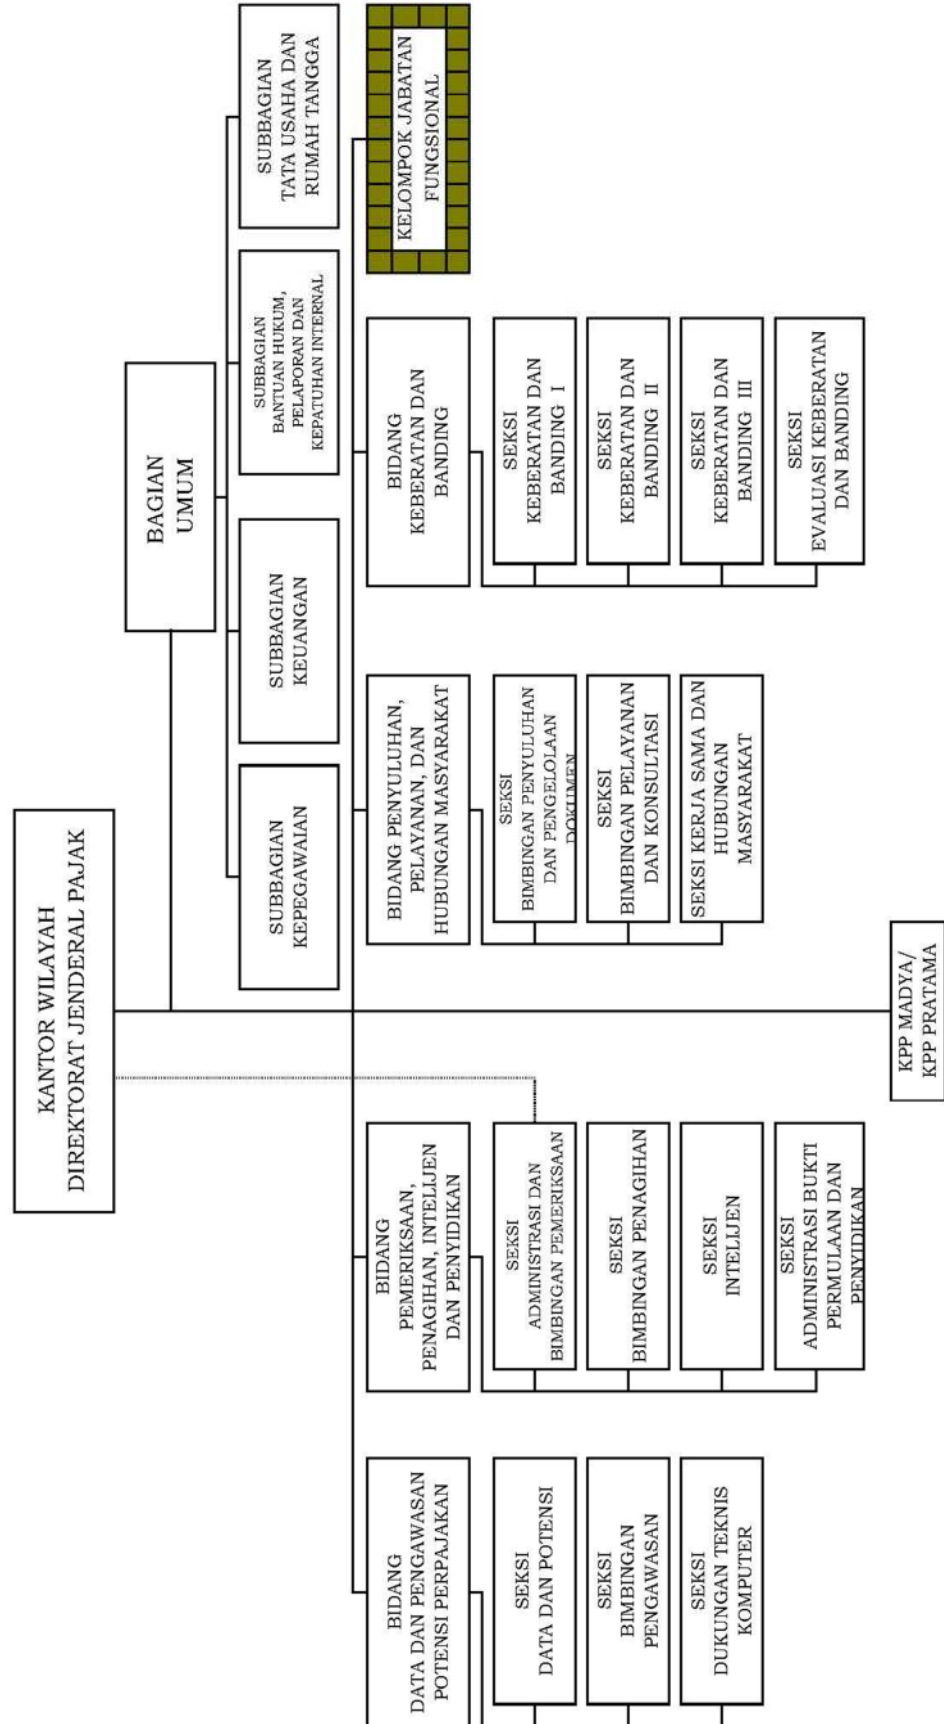 KANTOR WILAYAH
DIREKTORAT JENDERAL PAJAK
BAGIAN
UMUM
SUBBAGIAN
KEPEGAWAIAN
SUBBAGIAN
KEUANGAN
SUBBAGIAN
BANTUAN HUKUM,
PELAPORAN DAN
KEPATUHAN INTERNAL
SUBBAGIAN
TATA USAHA DAN
RUMAH TANGGA
BIDANG
DATA DAN PENGAWASAN
POTENSI PERPAJAKAN
SEKSI
DATA DAN POTENSI
SEKSI
BIMBINGAN
PENGAWASAN
SEKSI
DUKUNGAN TEKNIS
KOMPUTER
BIDANG
PEMERIKSAAN,
PENAGIHAN, INTELIJEN
DAN PENYIDIKAN
SEKSI
ADMINISTRASI DAN
BIMBINGAN PEMERIKSAAN
SEKSI
BIMBINGAN PENAGIHAN
SEKSI
INTELIJEN
SEKSI
ADMINISTRASI BUKTI
PERMULAAN DAN
PENYIDIKAN
BIDANG PENYULUHAN,
PELAYANAN, DAN
HUBUNGAN MASYARAKAT
SEKSI
BIMBINGAN PENYULUHAN
DAN PENGELOLAAN
DOKUMEN
SEKSI
BIMBINGAN PELAYANAN
DAN KONSULTASI
SEKSI KERJA SAMA DAN
HUBUNGAN
MASYARAKAT
BIDANG
KEBERATAN DAN
BANDING
SEKSI
KEBERATAN DAN
BANDING I
SEKSI
KEBERATAN DAN
BANDING II
SEKSI
KEBERATAN DAN
BANDING III
SEKSI
EVALUASI KEBERATAN
DAN BANDING
KELOMPOK JABATAN
FUNGSIONAL
KPP MADYA/
KPP PRATAMA